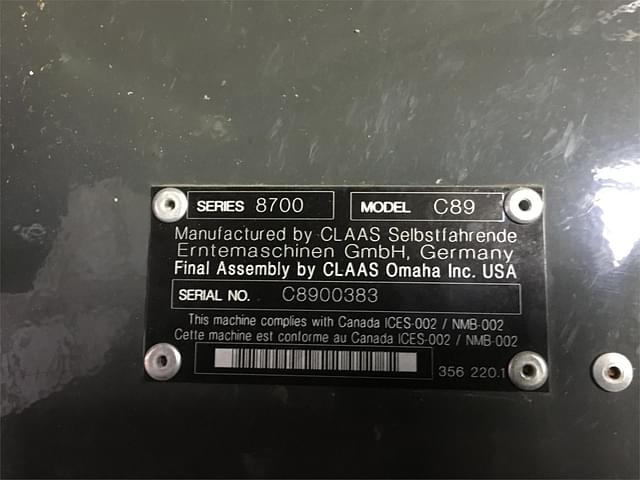 SERIES 8700 MODEL C89
Manufactured by CLAAS Selbstfahrende
Erntemaschinen GmbH, Germany
Final Assembly by CLAAS Omaha Inc. USA
SERIAL NO. C8900383
This machine complies with Canada ICES-002 / NMB-002
Cette machine est conforme au Canada ICES-002 / NMB-002
356 220.1